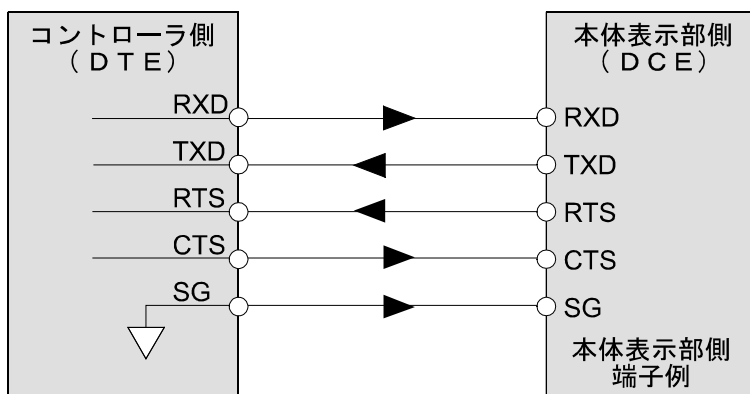 コントローラ側
（ＤＴＥ）
RXD
TXD
RTS
CTS
SG
本体表示部側
（ＤＣＥ）
RXD
TXD
RTS
CTS
SG
本体表示部側
端子例